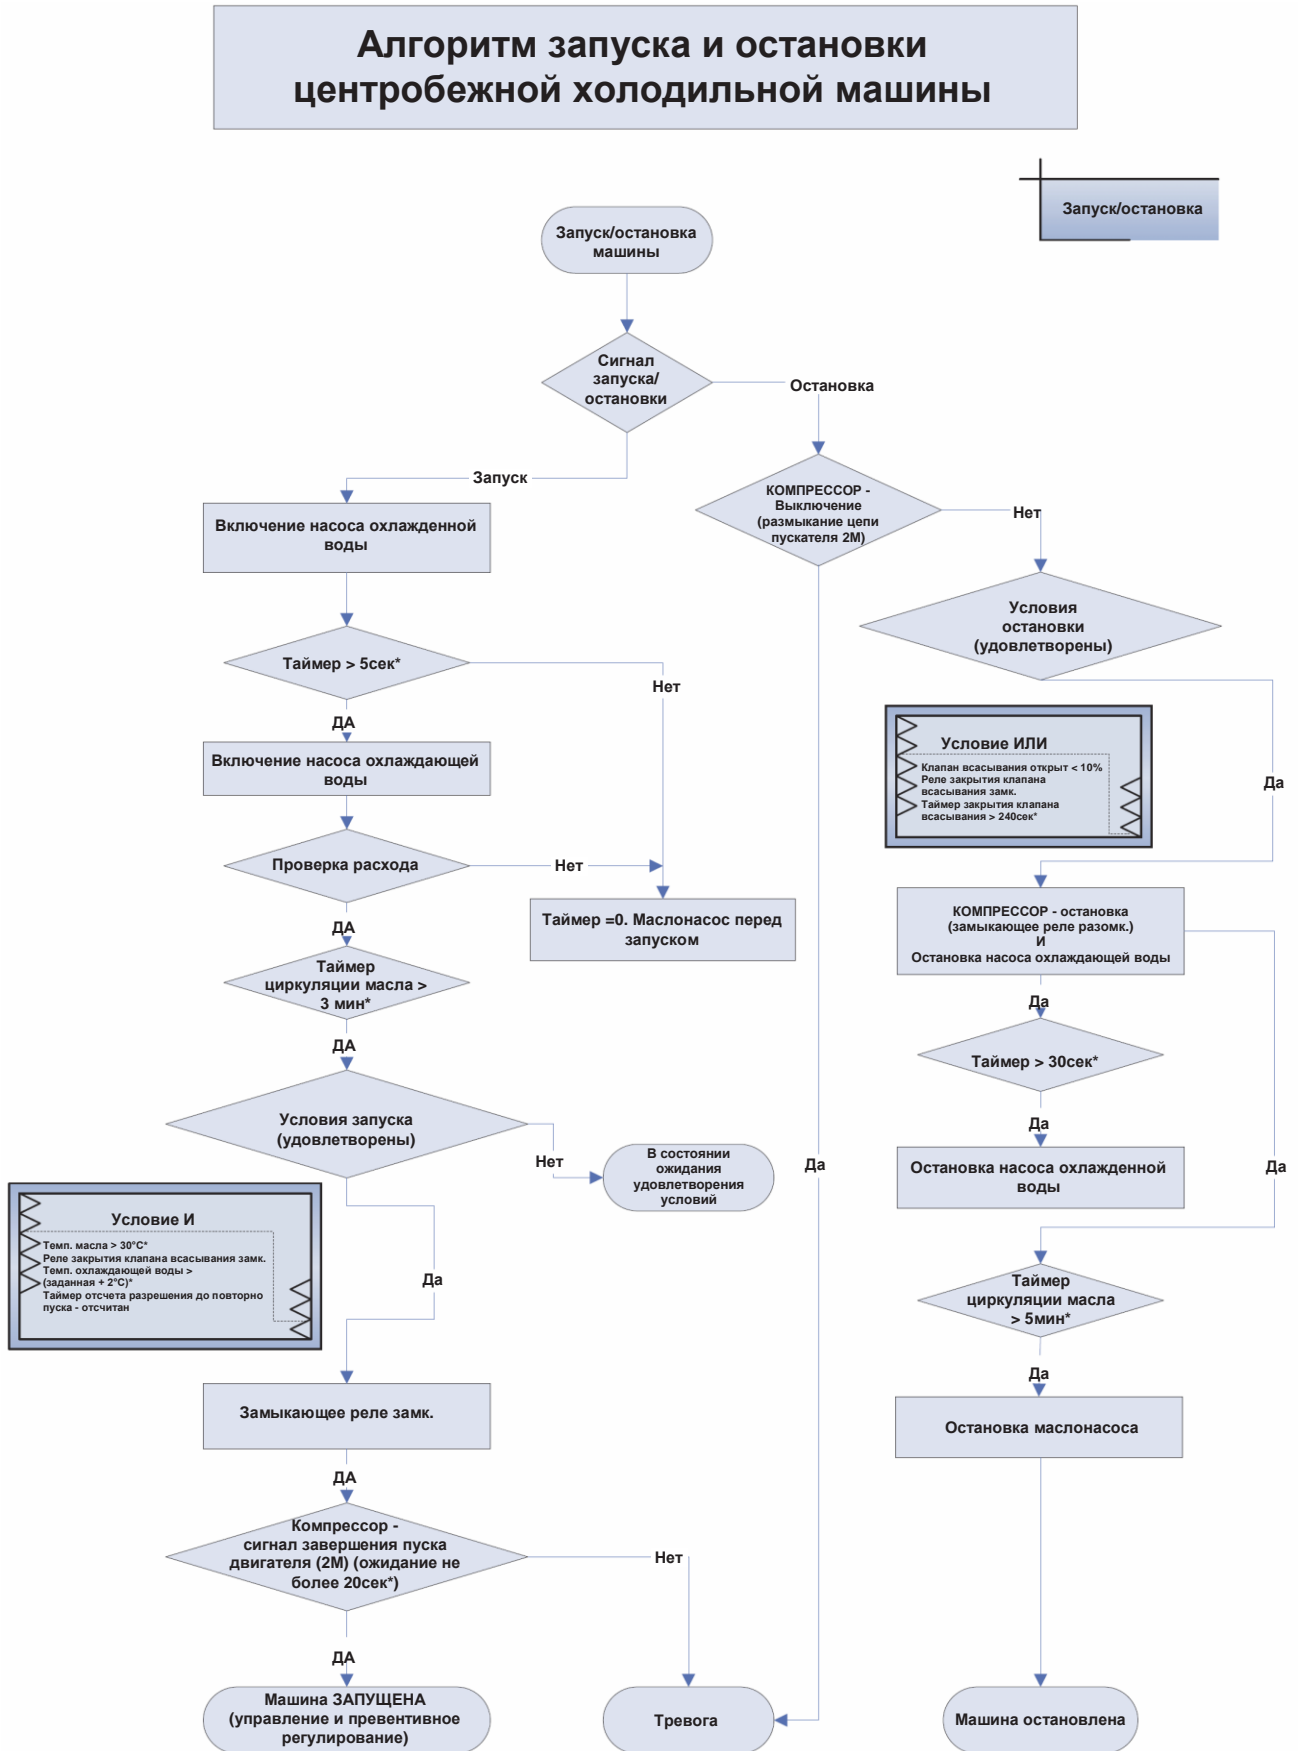 Алгоритм запуска и остановки
центробежной холодильной машины
Запуск/остановка
Запуск/остановка
машины
Сигнал
запуска/
остановки
Остановка
Запуск
КОМПРЕССОР -
Выключение
(размыкание цепи
пускателя 2М)
Нет
Включение насоса охлажденной
воды
Условия
остановки
(удовлетворены)
Таймер > 5сек*
Нет
ДА
Включение насоса охлаждающей
воды
Условие ИЛИ
Клапан всасывания открыт < 10%
Реле закрытия клапана
всасывания замк.
Таймер закрытия клапана
всасывания > 240сек*
Да
Проверка расхода
Нет
ДА
Таймер =0. Маслонасос перед
запуском
КОМПРЕССОР - остановка
(замыкающее реле разомк.)
И
Остановка насоса охлаждающей воды
Таймер
циркуляции масла >
3 мин*
Да
ДА
Таймер > 30сек*
Условия запуска
(удовлетворены)
Да
Нет
В состоянии
ожидания
удовлетворения
условий
Да
Остановка насоса охлажденной
воды
Да
Условие И
Темп. масла > 30°C*
Реле закрытия клапана всасывания замк.
Темп. охлаждающей воды >
(заданная + 2°C)*
Таймер отсчета разрешения до повторно
пуска - отсчитан
Да
Таймер
циркуляции масла
> 5мин*
Да
Замыкающее реле замк.
Остановка маслонасоса
ДА
Компрессор -
сигнал завершения пуска
двигателя (2М) (ожидание не
более 20сек*)
Нет
ДА
Машина ЗАПУЩЕНА
(управление и превентивное
регулирование)
Тревога
Машина остановлена